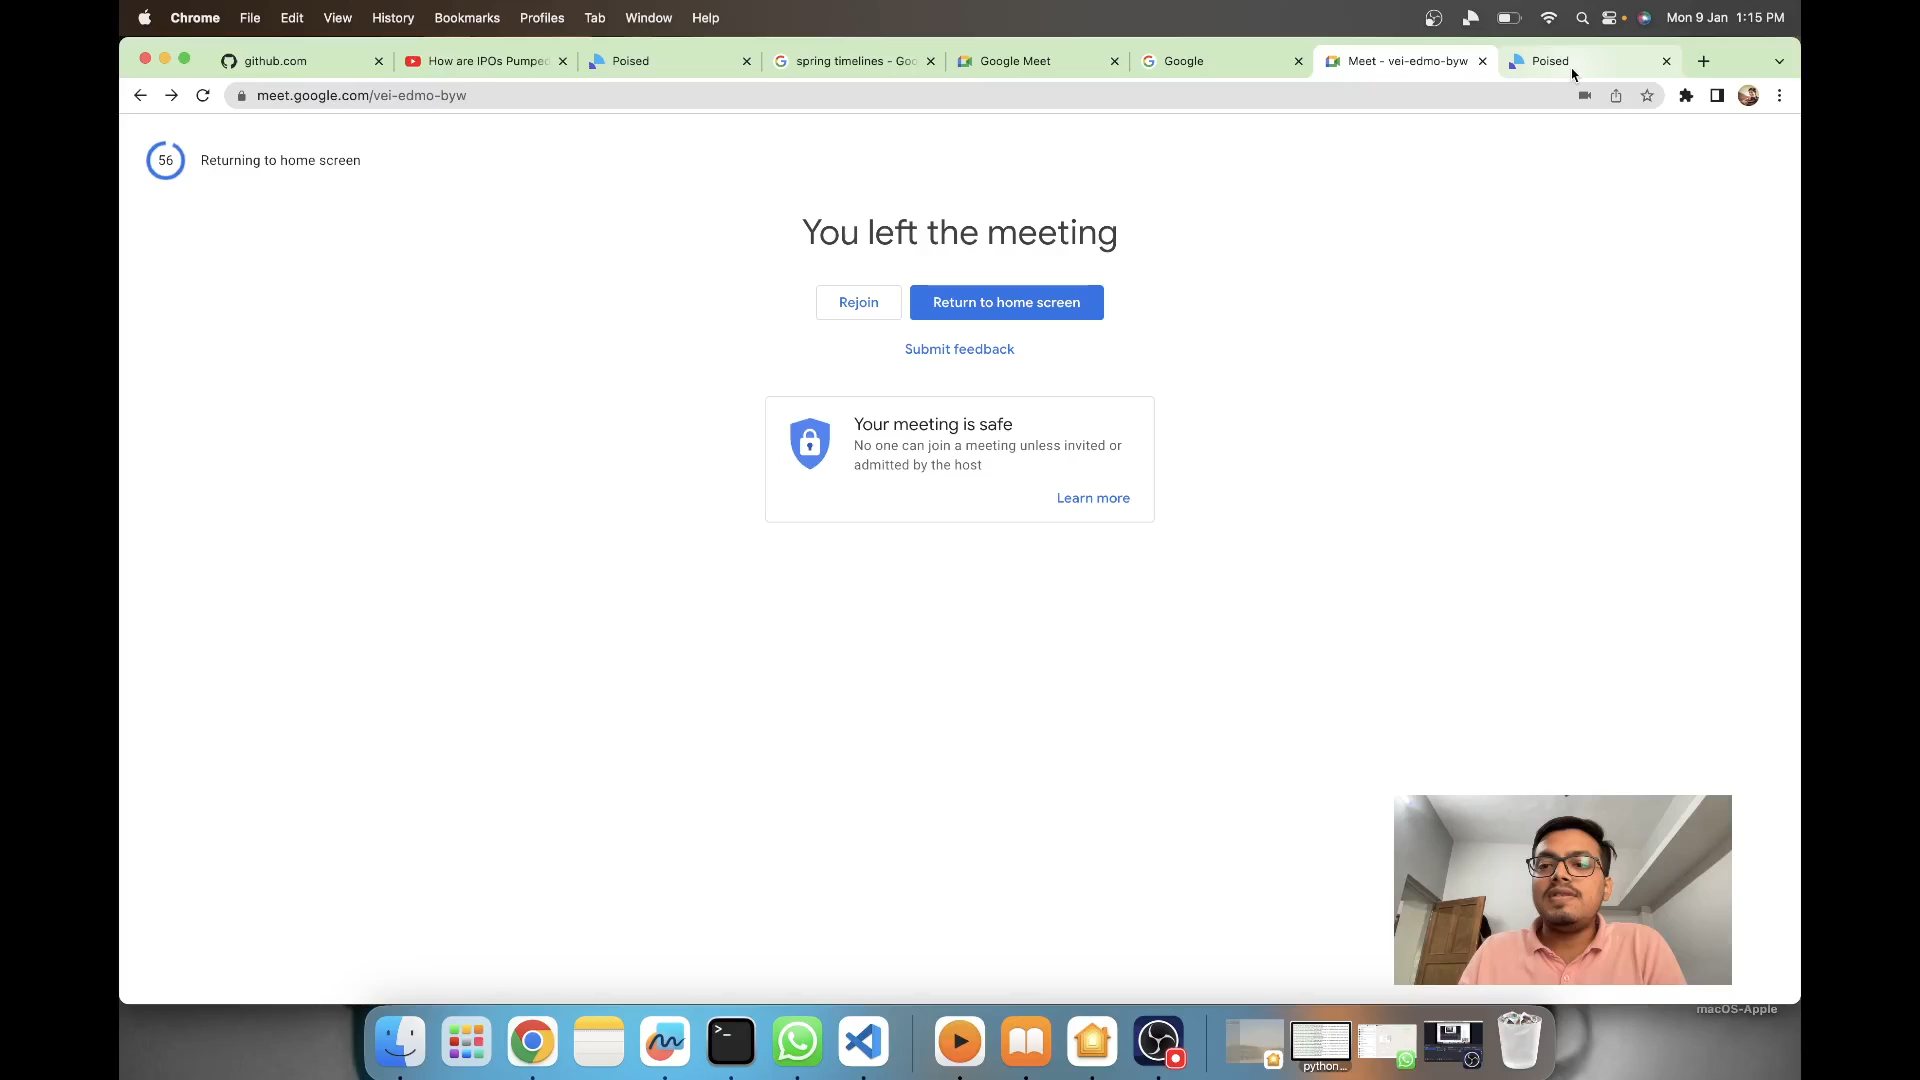 Chrome File Edit View History Bookmarks Profiles Tab Window Help Mon 9 Jan 1:15 PM
github.com How are IPOs Pumped Poised spring timelines - Goo Google Meet Google Meet - vei-edmo-byw Poised
meet.google.com/vei-edmo-byw
56 Returning to home screen
You left the meeting
Rejoin Return to home screen
Submit feedback
Your meeting is safe
No one can join a meeting unless invited or
admitted by the host
Learn more
macOS-Apple
python...